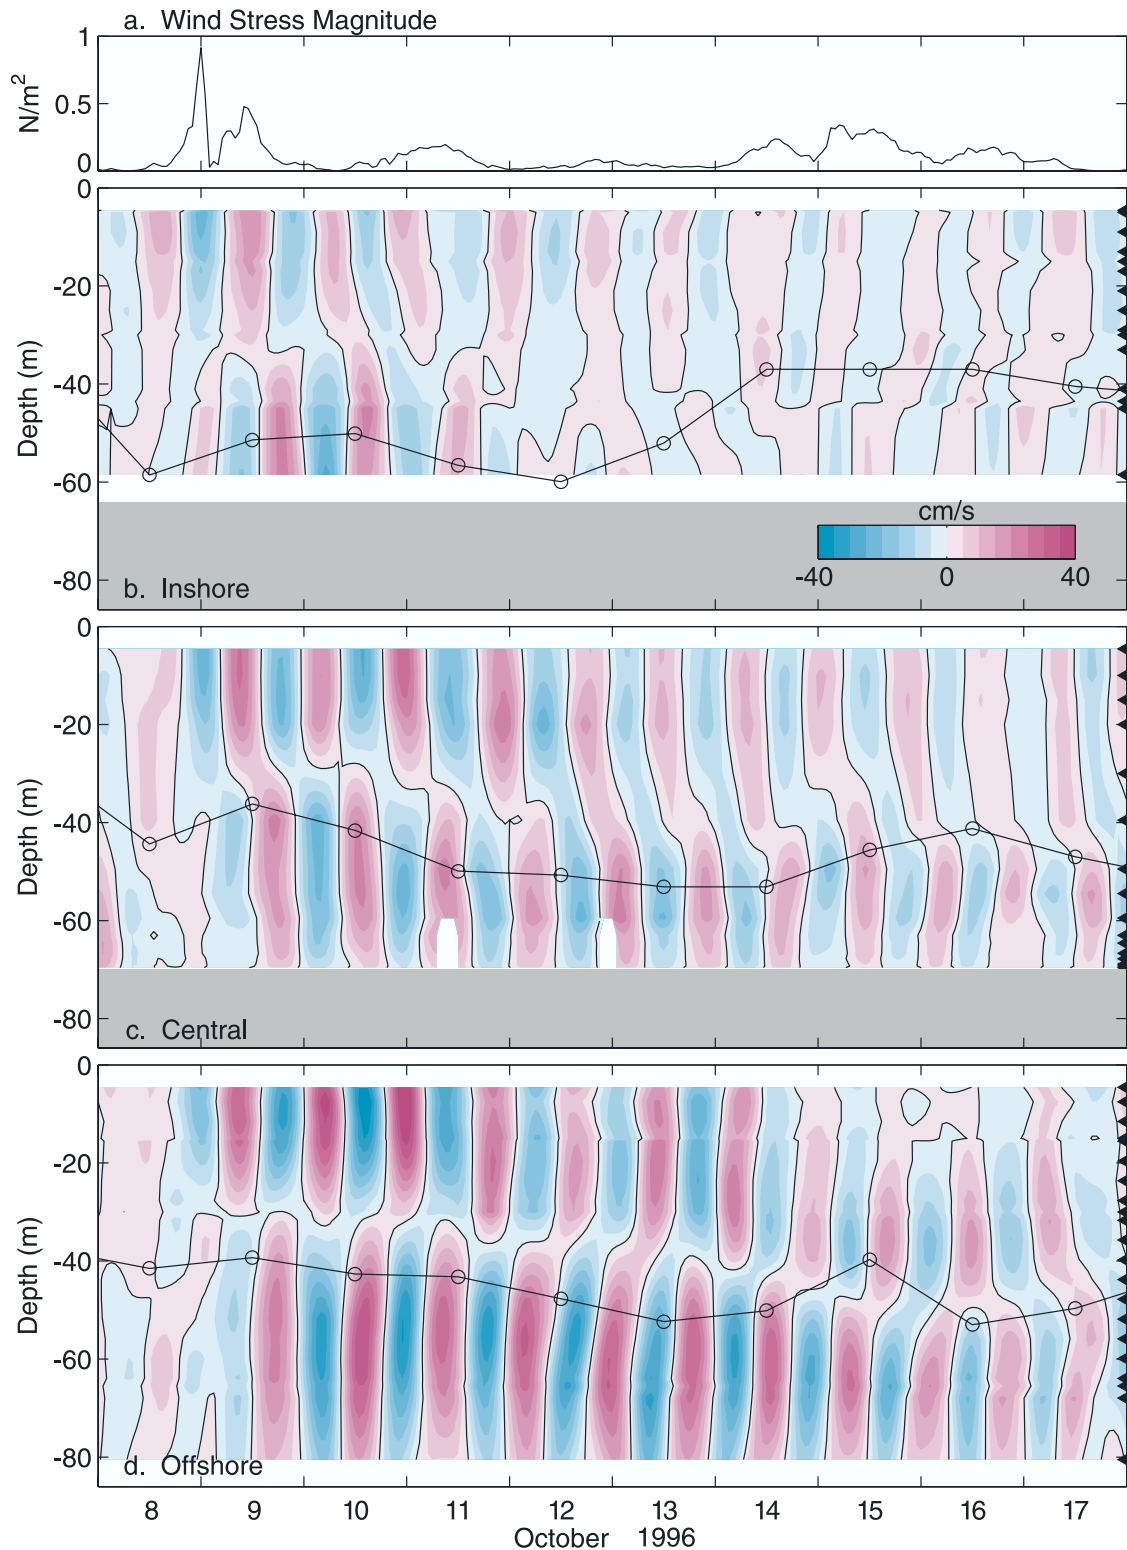 a. Wind Stress Magnitude
1
0.5
0
N/m2
0
-20
-40
-60
-80
Depth (m)
cm/s
-40 0 40
b. Inshore
0
-20
-40
-60
-80
Depth (m)
c. Central
0
-20
-40
-60
-80
Depth (m)
d. Offshore
8 9 10 11 12 13 14 15 16 17
October 1996